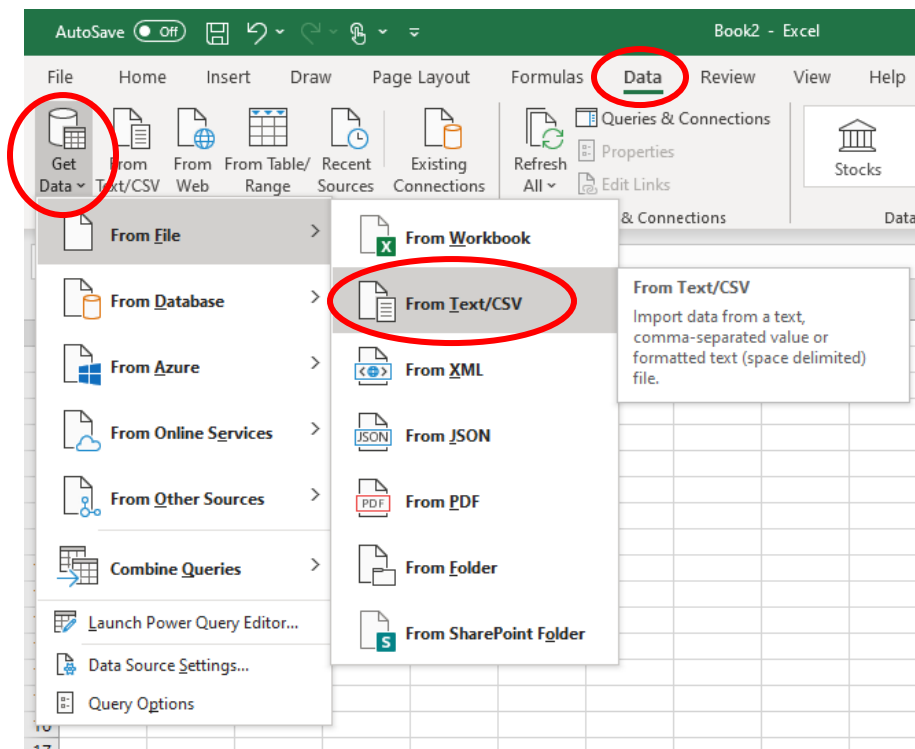 AutoSave Off Book2 - Excel
File Home Insert Draw Page Layout Formulas Data Review View Help
Get Data
From Text/CSV
From Web
From Table/ Range
Recent Sources
Existing Connections
Refresh All
Queries & Connections
Properties
Edit Links
Stocks
& Connections
Data
From File
From Database
From Azure
From Online Services
From Other Sources
Combine Queries
Launch Power Query Editor...
Data Source Settings...
Query Options
X
From Workbook
From Text/CSV
From XML
JSON
From JSON
PDF
From PDF
From Folder
S
From SharePoint Folder
From Text/CSV
Import data from a text,
comma-separated value or
formatted text (space delimited)
file.